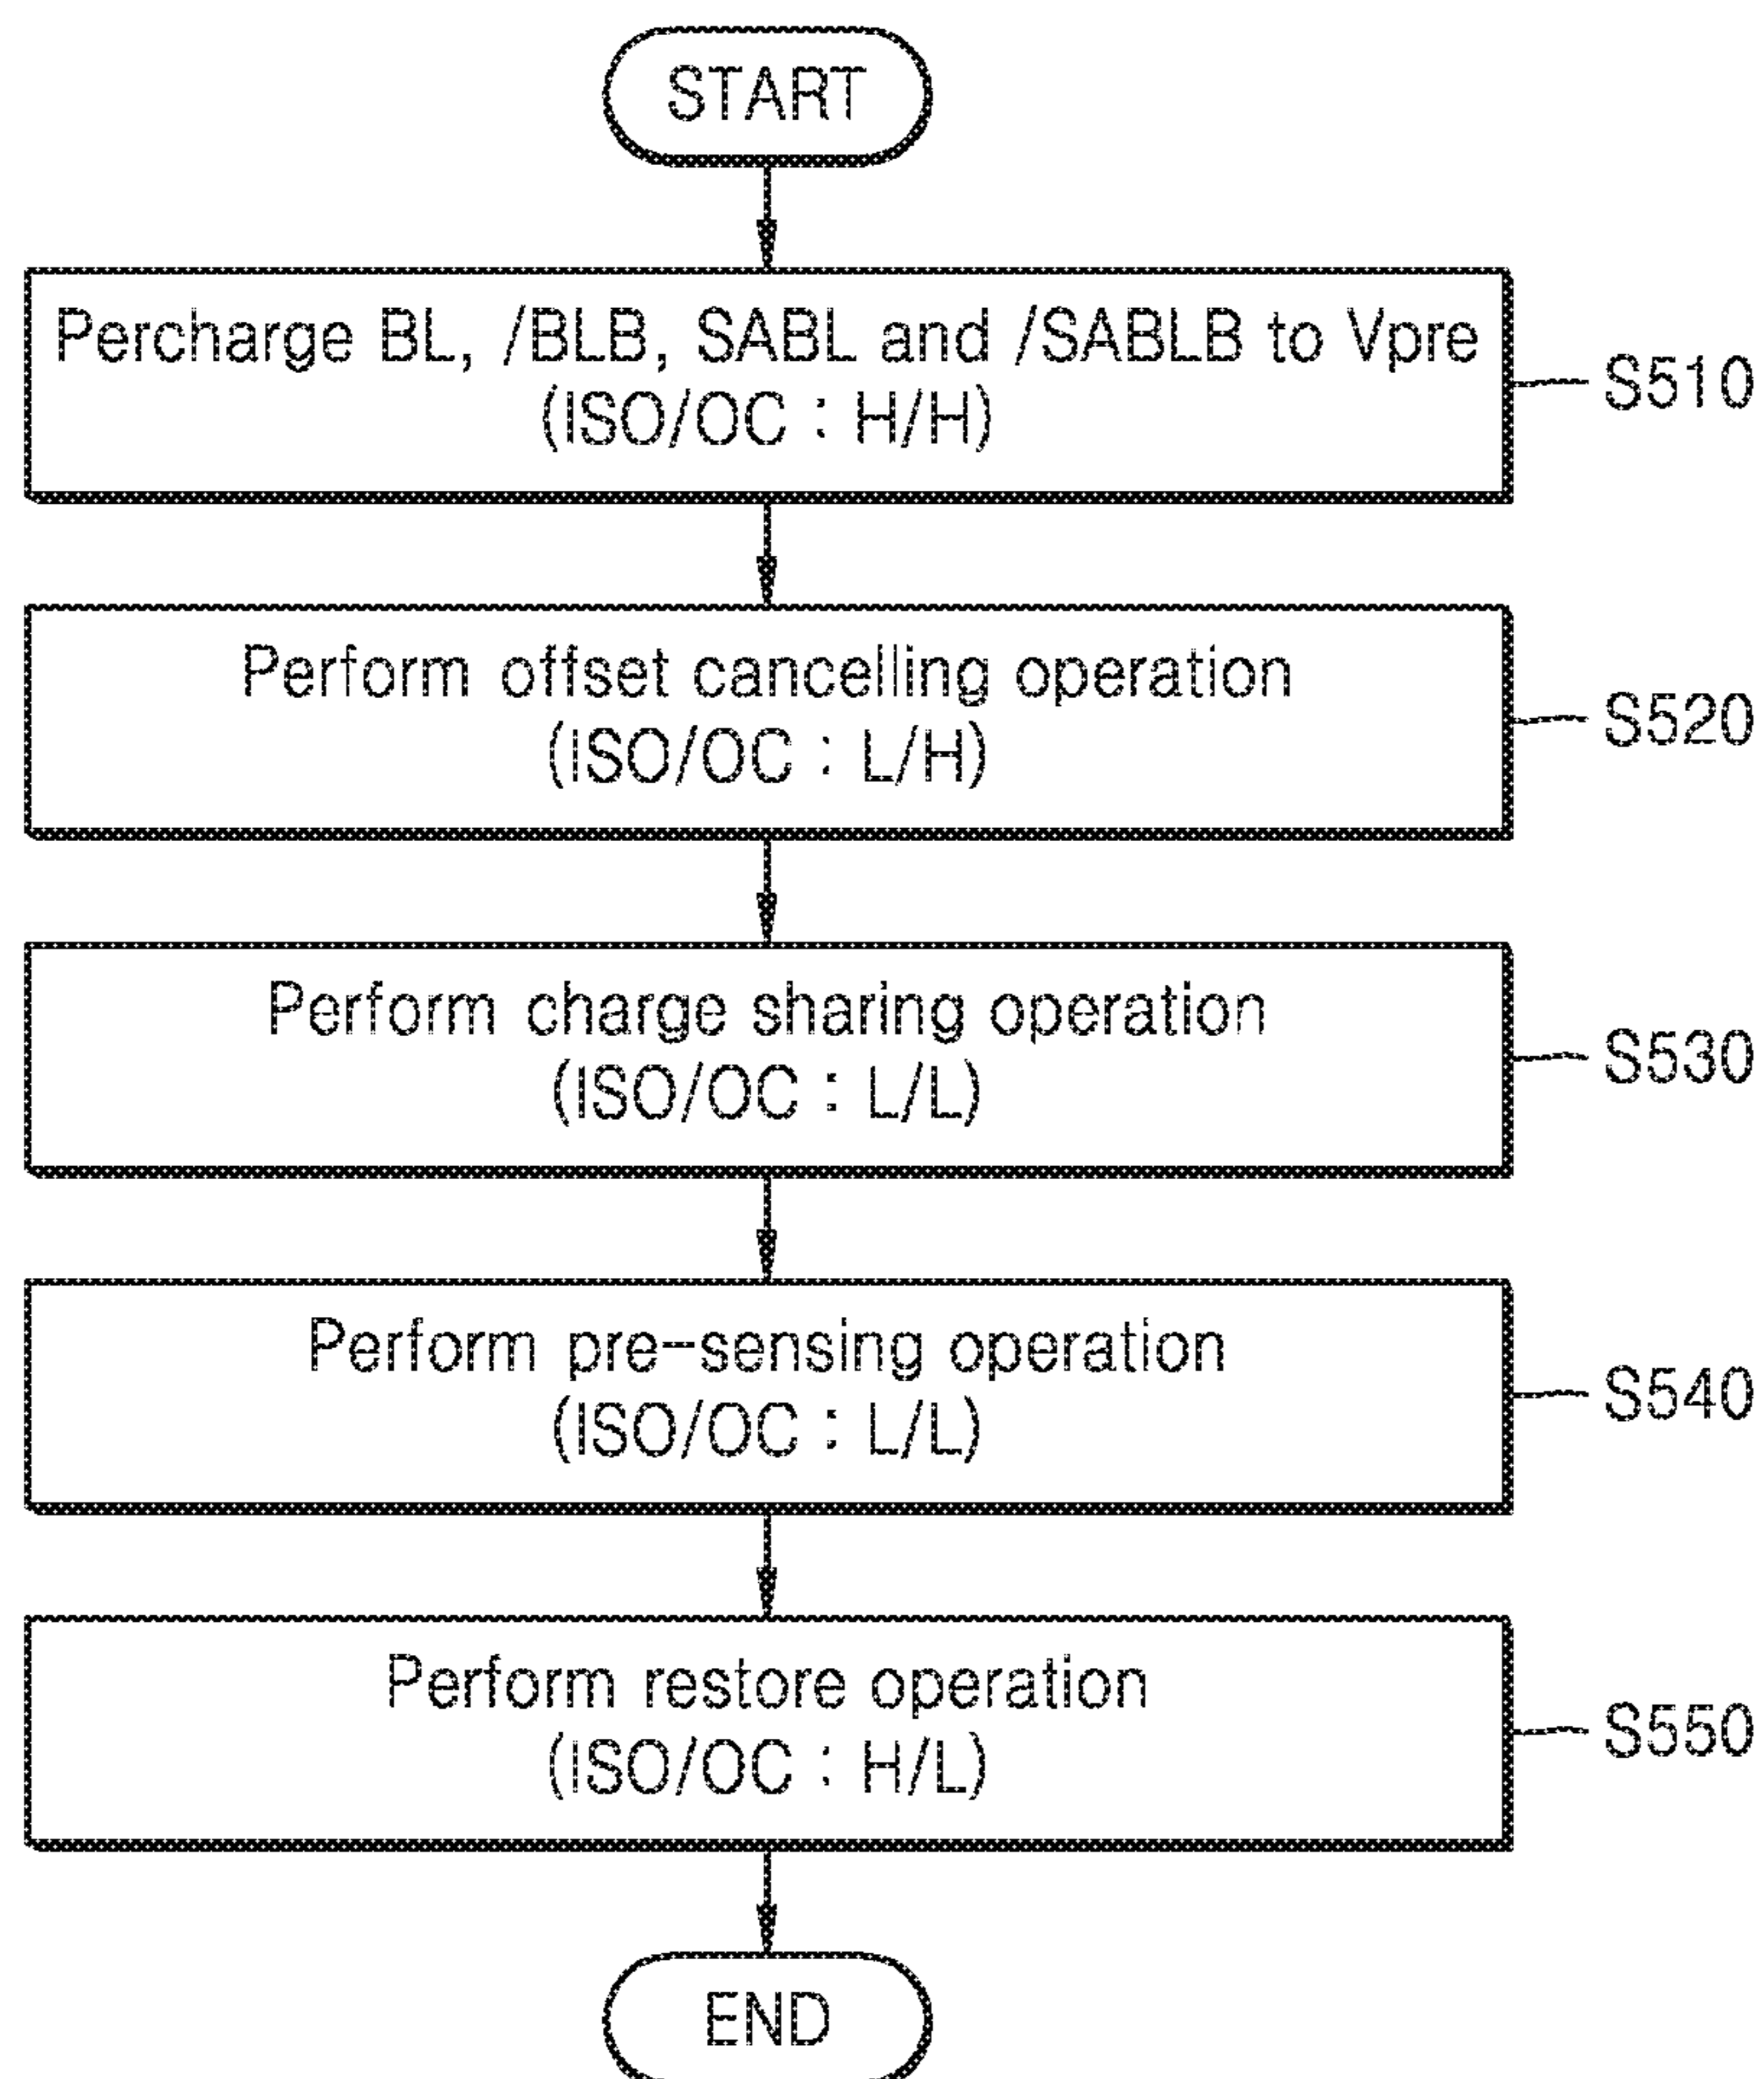 START
Percharge BL, /BLB, SABL and /SABLB to Vpre
(ISO/OC : H/H)
S510
Perform offset cancelling operation
(ISO/OC : L/H)
S520
Perform charge sharing operation
(ISO/OC : L/L)
S530
Perform pre-sensing operation
(ISO/OC : L/L)
S540
Perform restore operation
(ISO/OC : H/L)
S550
END